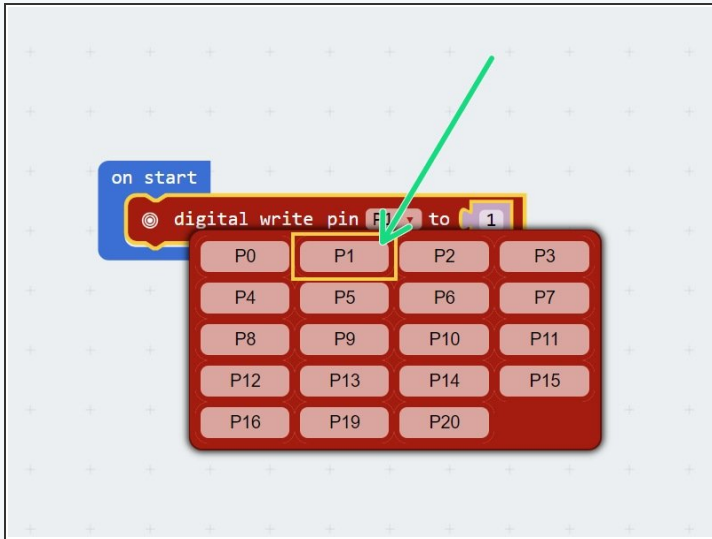 on start
digital write pin P1 to 1
P0 P1 P2 P3
P4 P5 P6 P7
P8 P9 P10 P11
P12 P13 P14 P15
P16 P19 P20